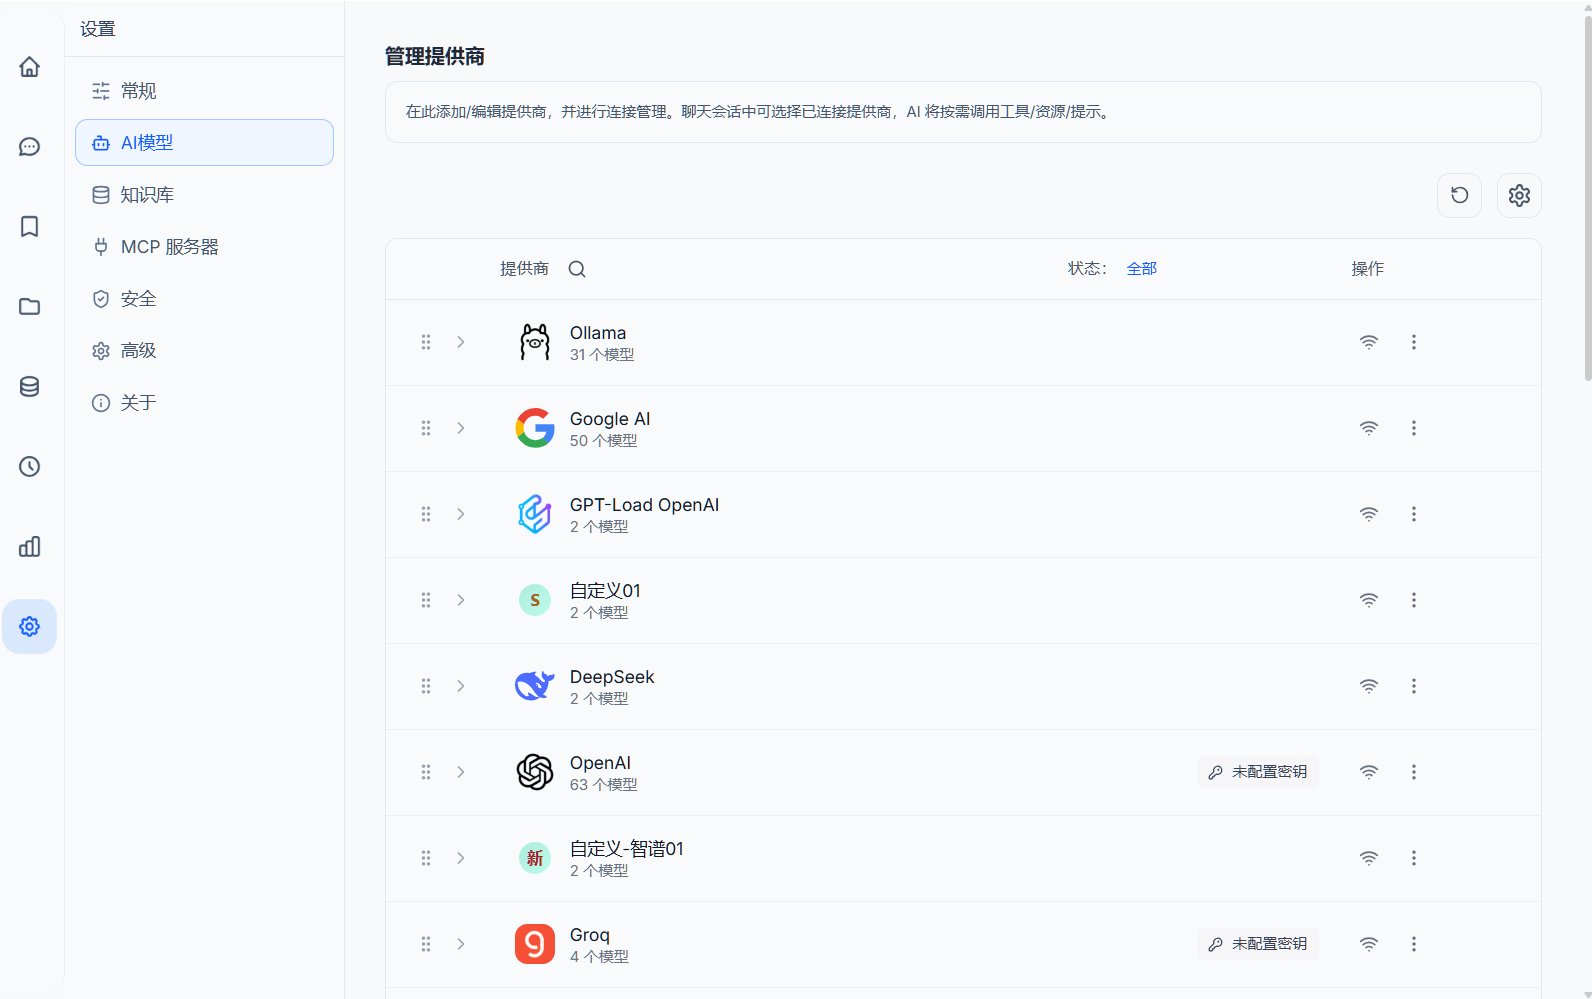 设置
常规
AI模型
知识库
MCP 服务器
安全
高级
关于
管理提供商
在此添加/编辑提供商，并进行连接管理。聊天会话中可选择已连接提供商，AI 将按需调用工具/资源/提示。
提供商 状态： 全部 操作
Ollama
31 个模型
Google AI
50 个模型
GPT-Load OpenAI
2 个模型
S
自定义01
2 个模型
DeepSeek
2 个模型
OpenAI
63 个模型
未配置密钥
新
自定义-智谱01
2 个模型
Groq
4 个模型
未配置密钥